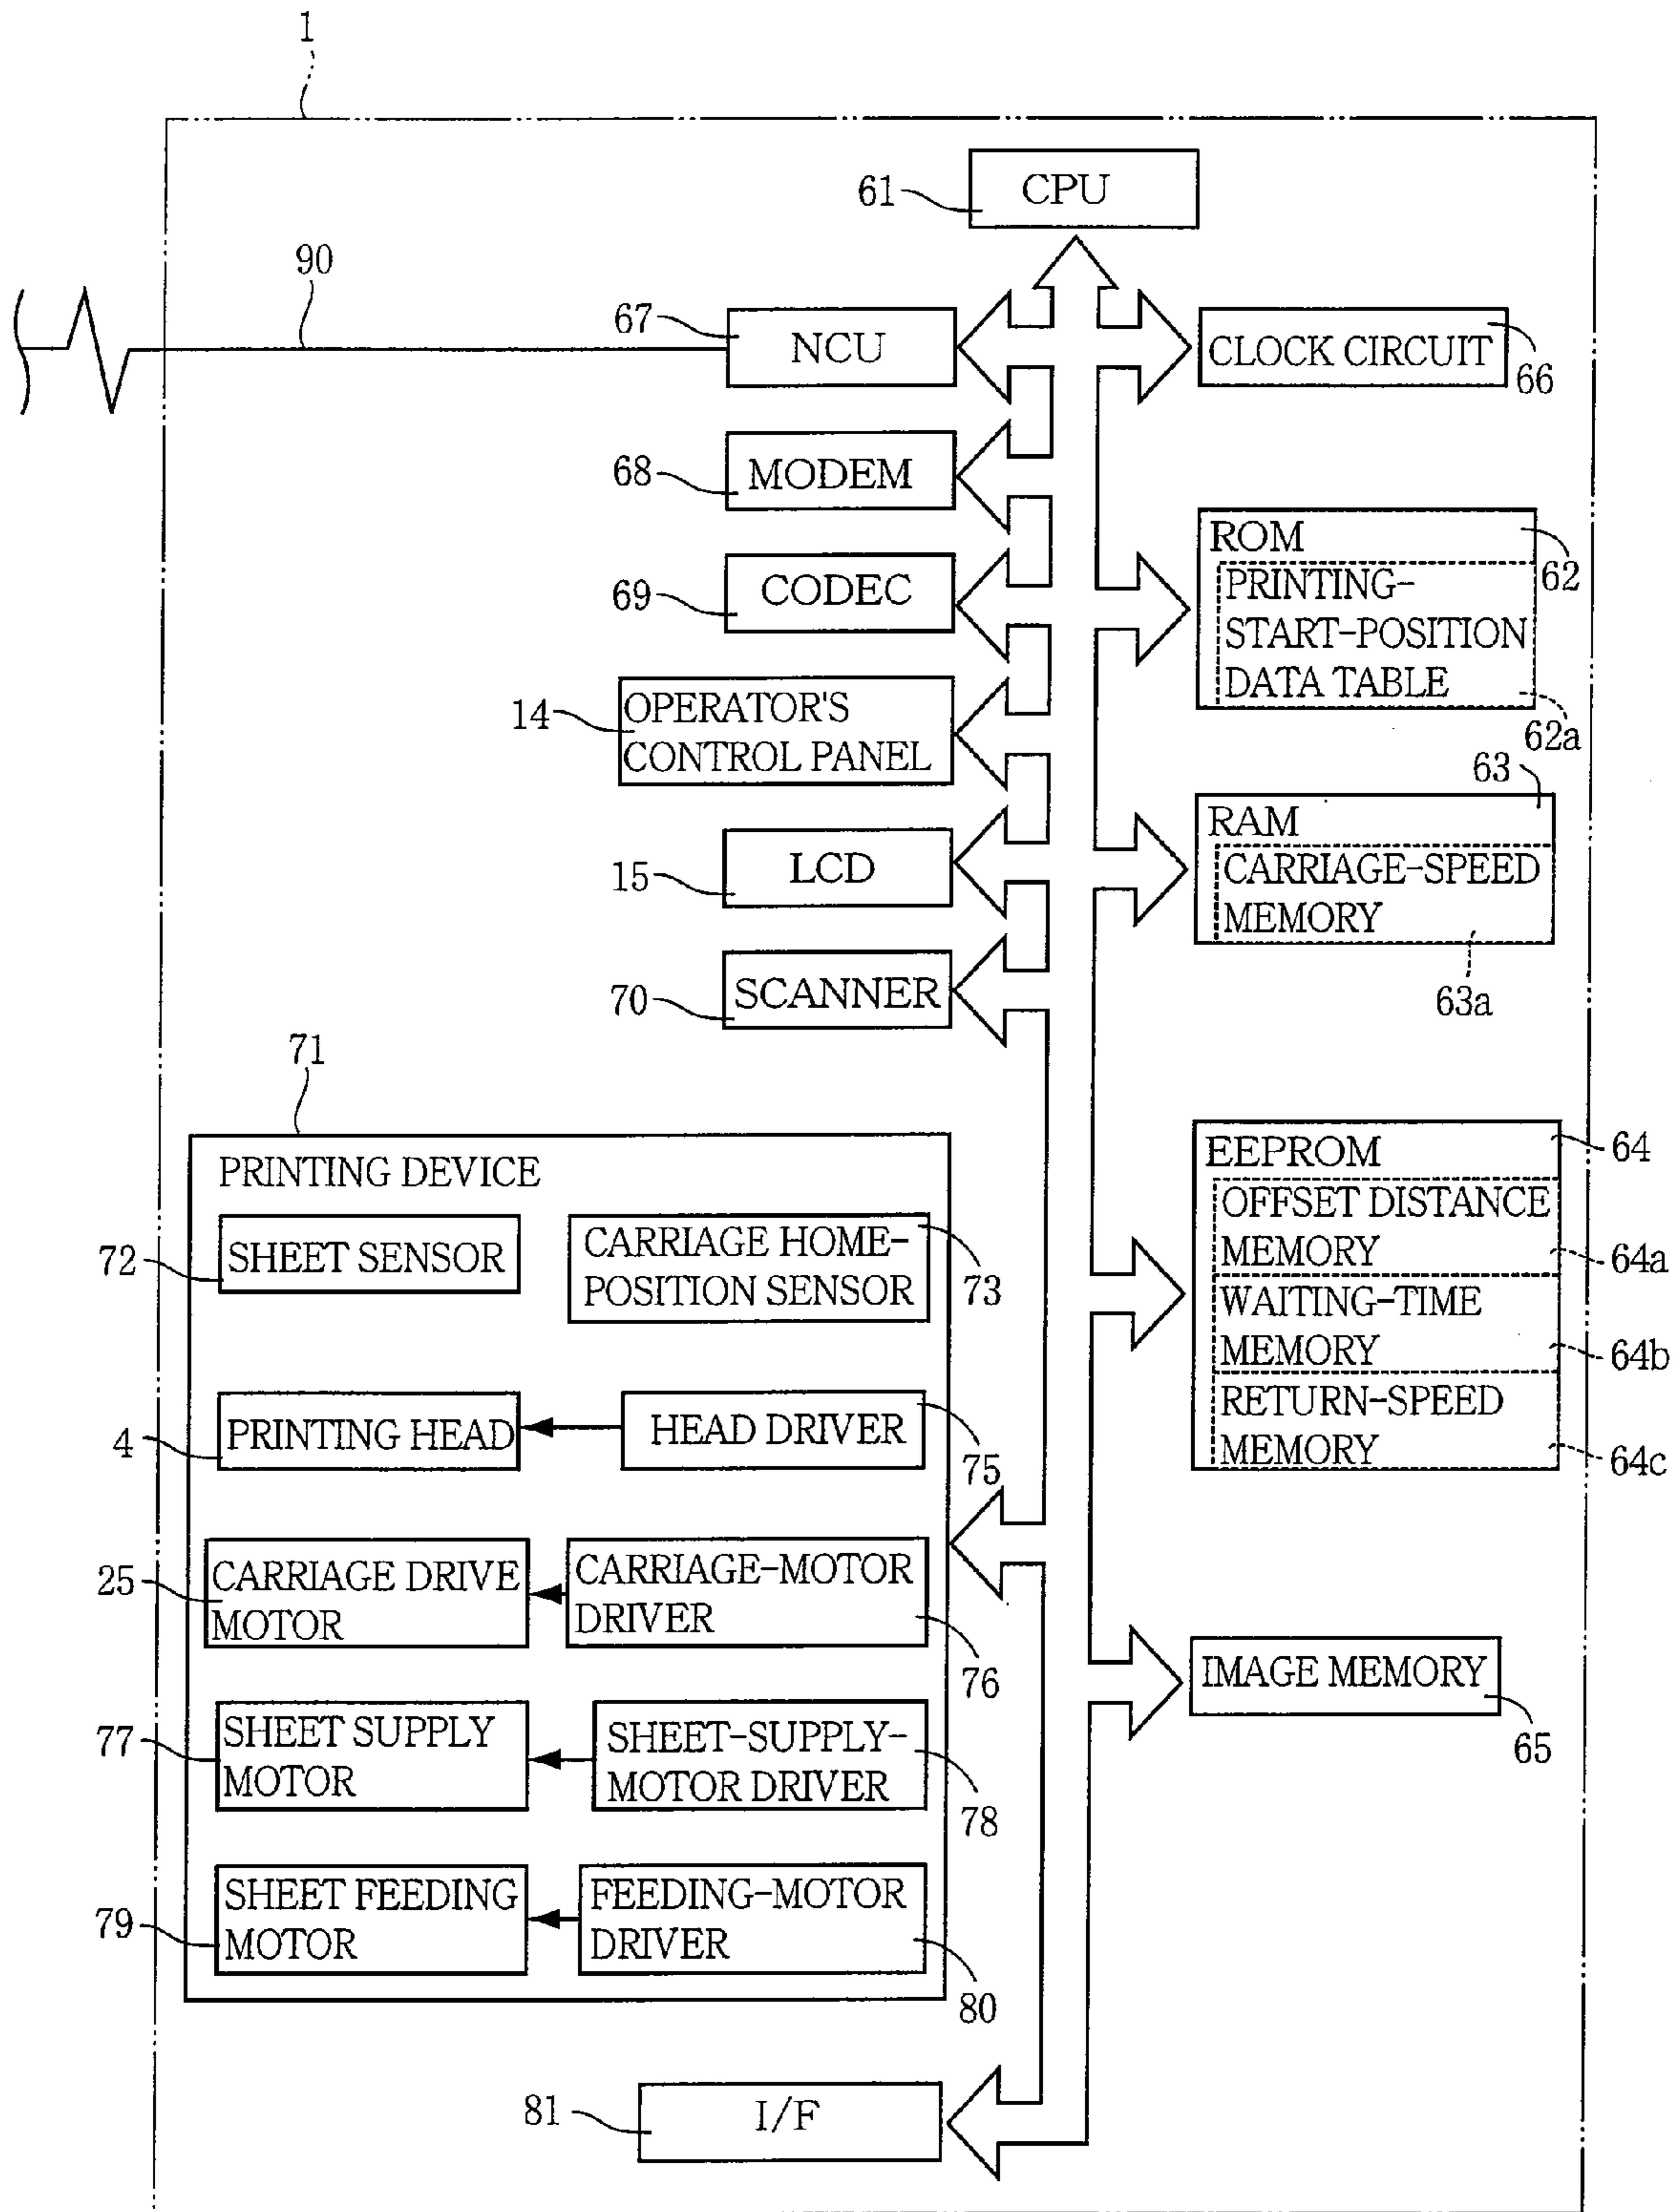 1
61
CPU
90
67
NCU
CLOCK CIRCUIT
66
68
MODEM
69
CODEC
ROM
62
PRINTING-
START-POSITION
DATA TABLE
62a
14
OPERATOR'S
CONTROL PANEL
63
RAM
CARRIAGE-SPEED
MEMORY
63a
15
LCD
70
SCANNER
71
PRINTING DEVICE
72
SHEET SENSOR
CARRIAGE HOME-
POSITION SENSOR
73
EEPROM
64
OFFSET DISTANCE
MEMORY
64a
WAITING-TIME
MEMORY
64b
RETURN-SPEED
MEMORY
64c
4
PRINTING HEAD
HEAD DRIVER
75
25
CARRIAGE DRIVE
MOTOR
CARRIAGE-MOTOR
DRIVER
76
IMAGE MEMORY
65
77
SHEET SUPPLY
MOTOR
SHEET-SUPPLY-
MOTOR DRIVER
78
79
SHEET FEEDING
MOTOR
FEEDING-MOTOR
DRIVER
80
81
I/F